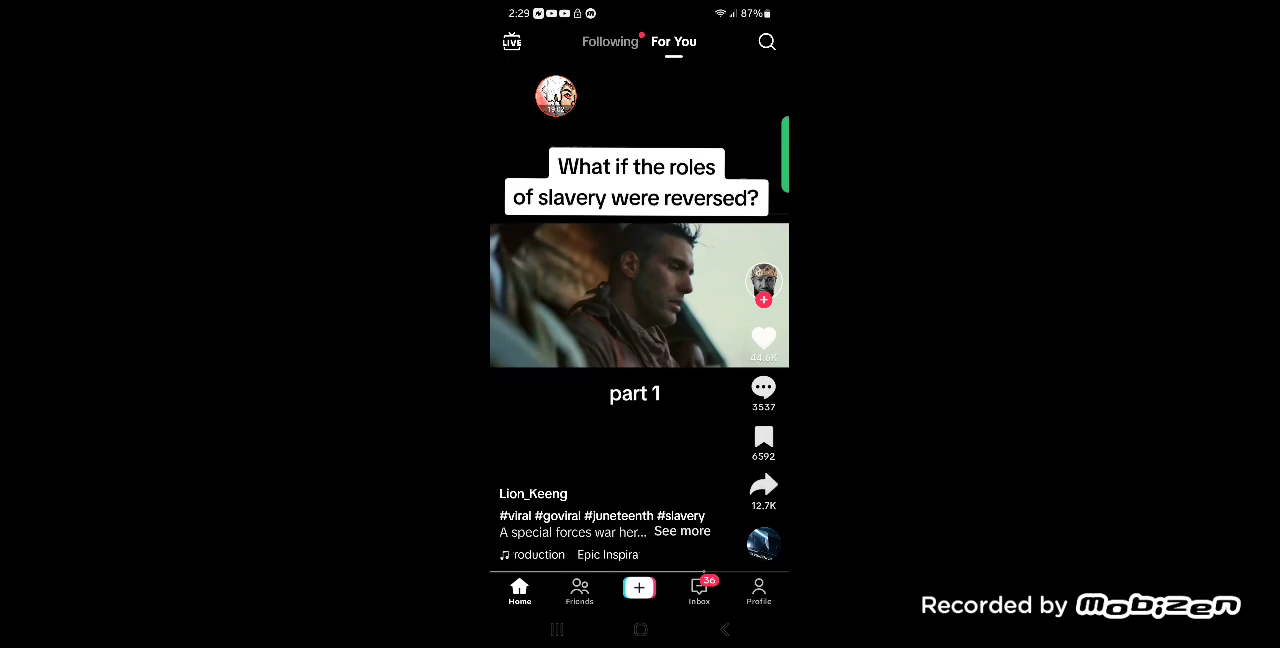 2:29
87%
LIVE
Following
For You
19:02
What if the roles
of slavery were reversed?
44.6K
part 1
3537
6592
12.7K
Lion_Keeng
#viral #goviral #juneteenth #slavery
A special forces war her... See more
roduction Epic Inspira
36
Home
Friends
Inbox
Profile
Recorded by mobizen